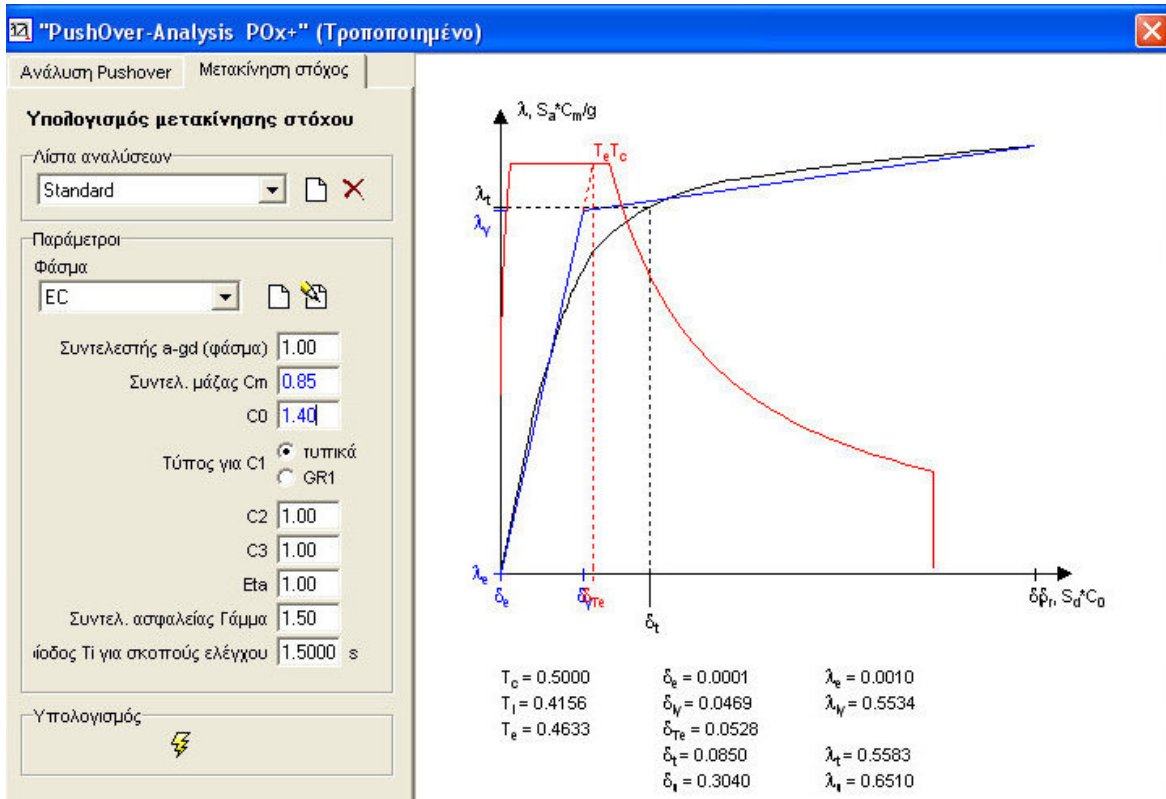 "PushOver-Analysis POx+" (Τροποποιημένο)
Ανάλυση Pushover Μετακίνηση στόχος
Υπολογισμός μετακίνησης στόχου
Λίστα αναλύσεων
Standard
Παράμετροι
Φάσμα
EC
Συντελεστής a-gd (φάσμα) 1.00
Συντελ. μάζας Cm 0.85
C0 1.40
Τύπος για C1 τυπικά
GR1
C2 1.00
C3 1.00
Eta 1.00
Συντελ. ασφαλείας Γάμμα 1.50
ίοδος Ti για σκοπούς ελέγχου 1.5000 s
Υπολογισμός
λ, Sa*Cm/g
Te Tc
λt
λy
λe
δe
δTe
δt
Sd*C0
Tc = 0.5000 δe = 0.0001 λe = 0.0010
Ti = 0.4156 δy = 0.0469 λy = 0.5534
Te = 0.4633 δTe = 0.0528
δt = 0.0850 λt = 0.5583
δu = 0.3040 λu = 0.6510